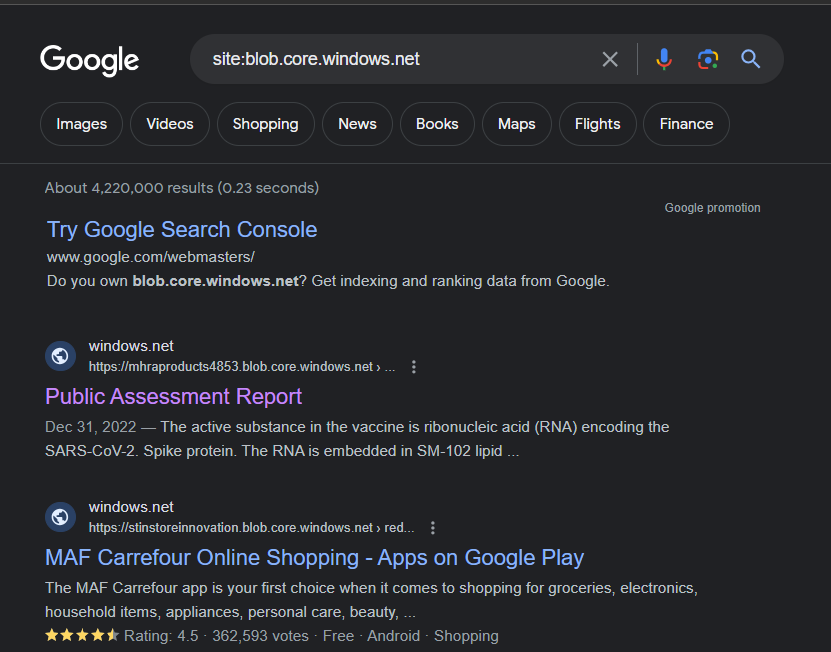 Google
site:blob.core.windows.net
Images Videos Shopping News Books Maps Flights Finance
About 4,220,000 results (0.23 seconds)
Google promotion
Try Google Search Console
www.google.com/webmasters/
Do you own blob.core.windows.net? Get indexing and ranking data from Google.
windows.net
https://mhraproducts4853.blob.core.windows.net › ...
Public Assessment Report
Dec 31, 2022 — The active substance in the vaccine is ribonucleic acid (RNA) encoding the
SARS-CoV-2. Spike protein. The RNA is embedded in SM-102 lipid ...
windows.net
https://stinstoreinnovation.blob.core.windows.net › red...
MAF Carrefour Online Shopping - Apps on Google Play
The MAF Carrefour app is your first choice when it comes to shopping for groceries, electronics,
household items, appliances, personal care, beauty, ...
Rating: 4.5 · 362,593 votes · Free · Android · Shopping